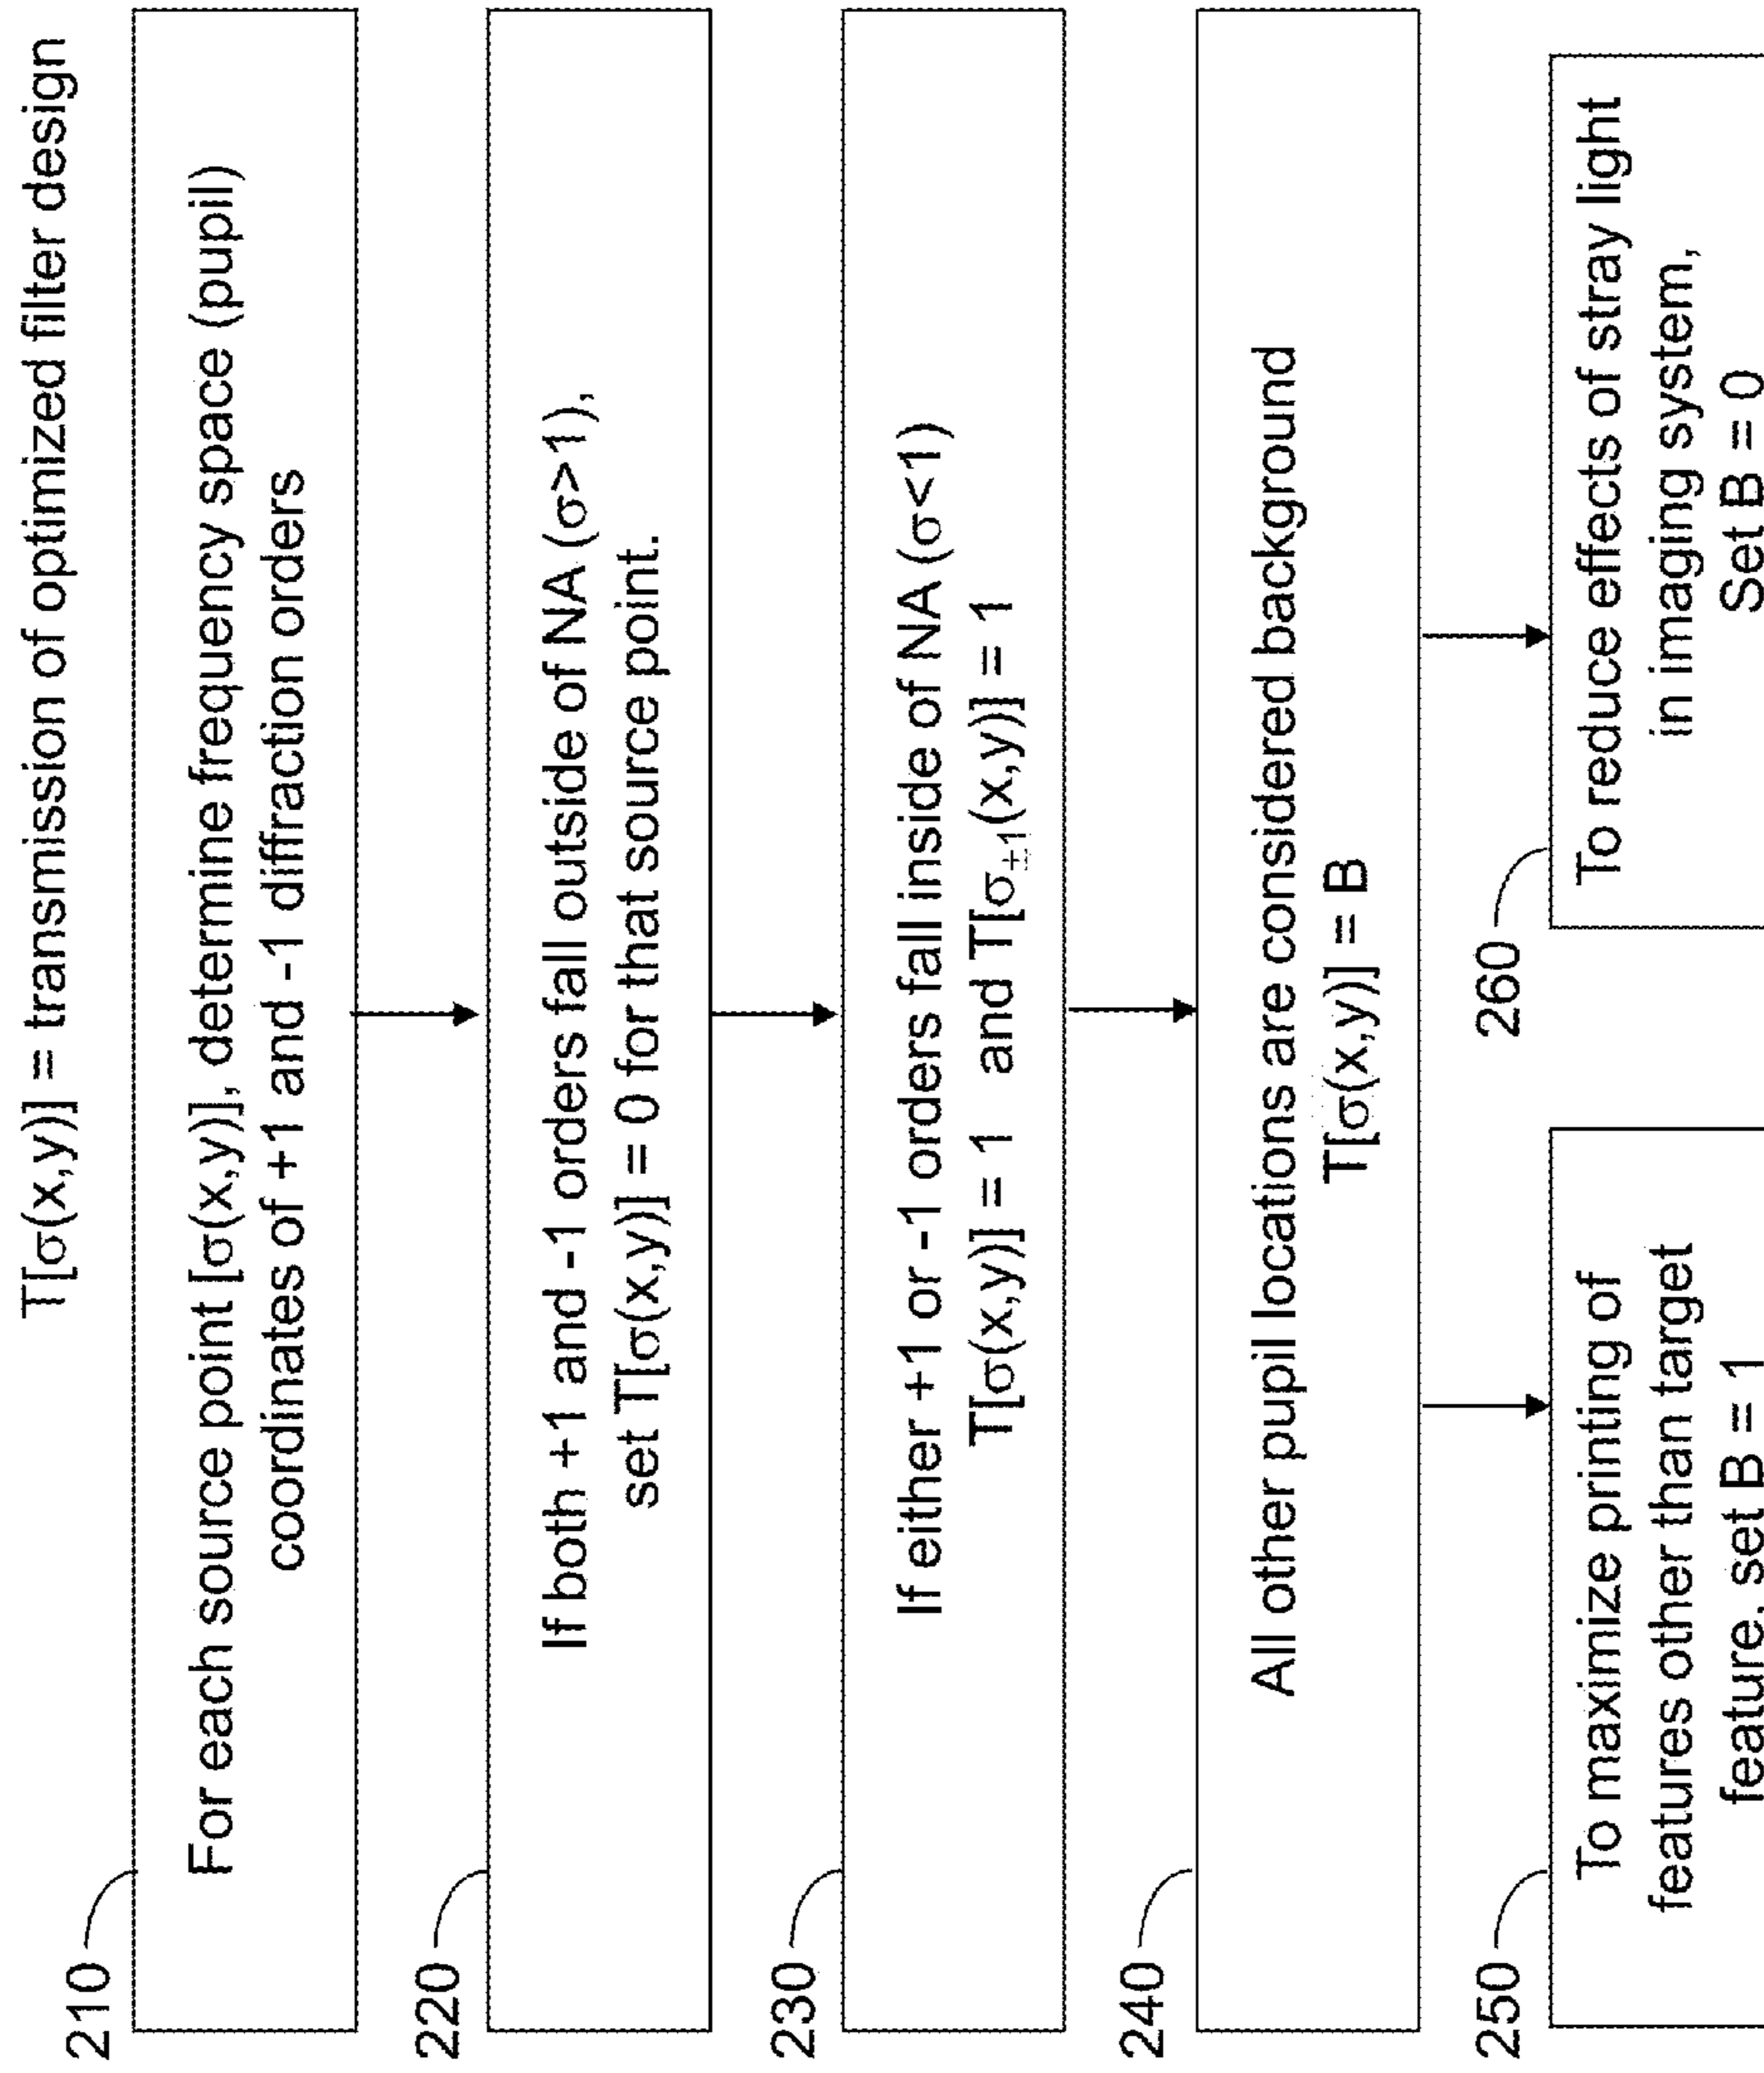 T[σ(x,y)] = transmission of optimized filter design
210
For each source point [σ(x,y)], determine frequency space (pupil)
coordinates of +1 and -1 diffraction orders
220
If both +1 and -1 orders fall outside of NA (σ>1),
set T[σ(x,y)] = 0 for that source point.
230
If either +1 or -1 orders fall inside of NA (σ<1)
T[σ(x,y)] = 1 and T[σ±1(x,y)] = 1
240
All other pupil locations are considered background
T[σ(x,y)] = B
250
To maximize printing of
features other than target
feature, set B = 1
260
To reduce effects of stray light
in imaging system,
Set B = 0